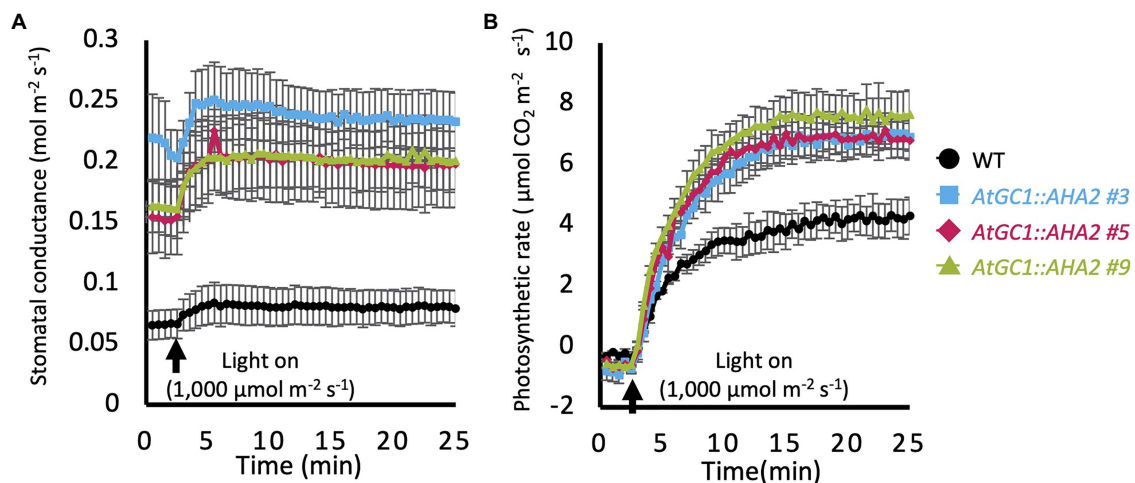 A
Stomatal conductance (mol m-2 s-1)
0.3
0.25
0.2
0.15
0.1
0.05
0
Light on
(1,000 µmol m-2 s-1)
0 5 10 15 20 25
Time (min)
B
Photosynthetic rate ( µmol CO2 m-2 s-1)
10
8
6
4
2
0
-2
Light on
(1,000 µmol m-2 s-1)
0 5 10 15 20 25
Time(min)
WT
AtGC1::AHA2 #3
AtGC1::AHA2 #5
AtGC1::AHA2 #9